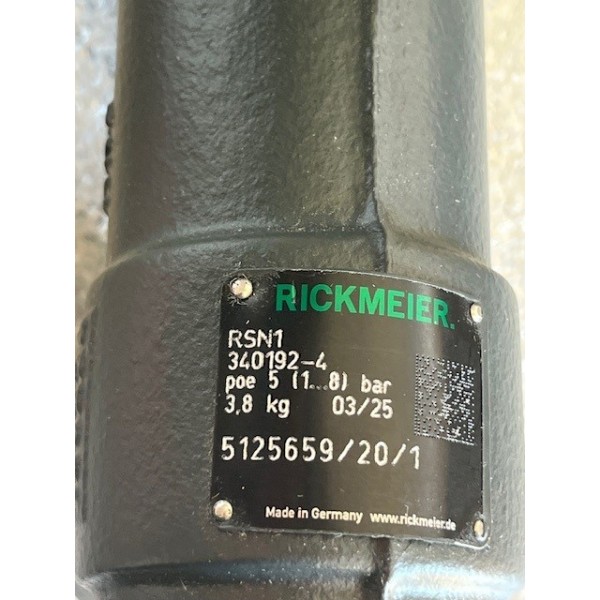 RICKMEIER.
RSN1
340192-4
poe 5 (1...8) bar
3,8 kg 03/25
5125659/20/1
Made in Germany www.rickmeier.de